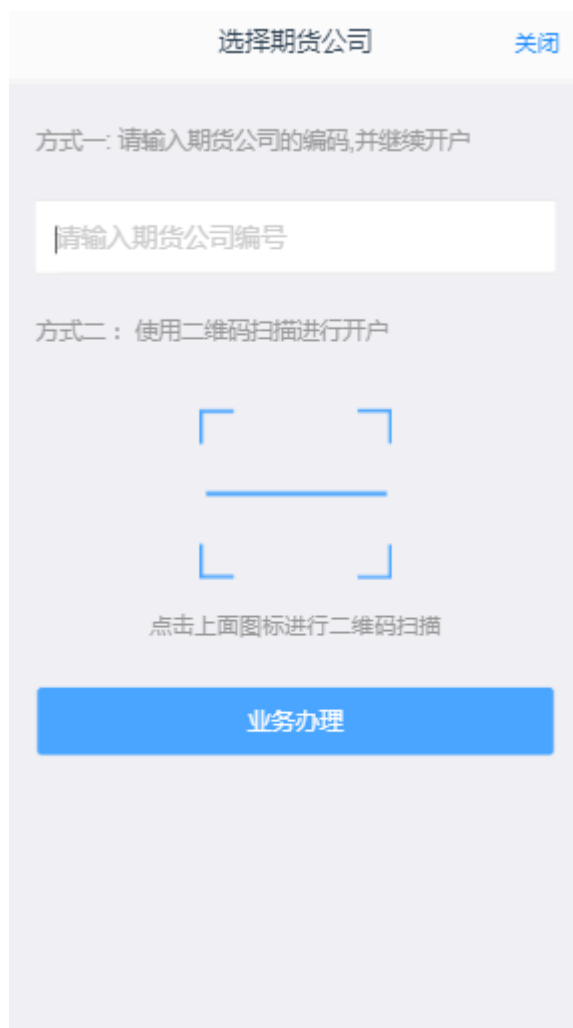 选择期货公司 关闭
方式一: 请输入期货公司的编码,并继续开户
请输入期货公司编号
方式二： 使用二维码扫描进行开户
点击上面图标进行二维码扫描
业务办理